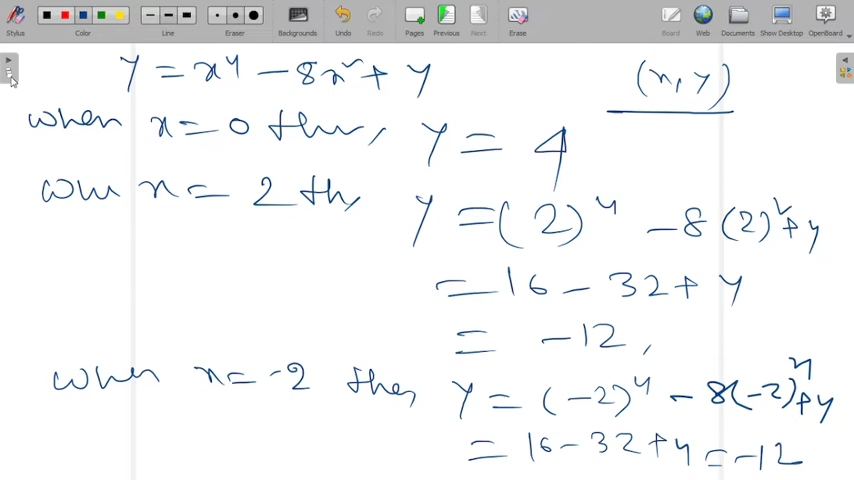 Stylus Color Line Eraser Backgrounds Undo Redo Pages Previous Next Erase Board Web Documents Show Desktop OpenBoard
y = x⁴ - 8x² + 4 (x, y)
when x = 0 then, y = 4
when x = 2 th, y = (2)⁴ - 8(2)² + 4
= 16 - 32 + 4
= -12,
when x = -2 then y = (-2)⁴ - 8(-2)² + 4
= 16 - 32 + 4 = -12